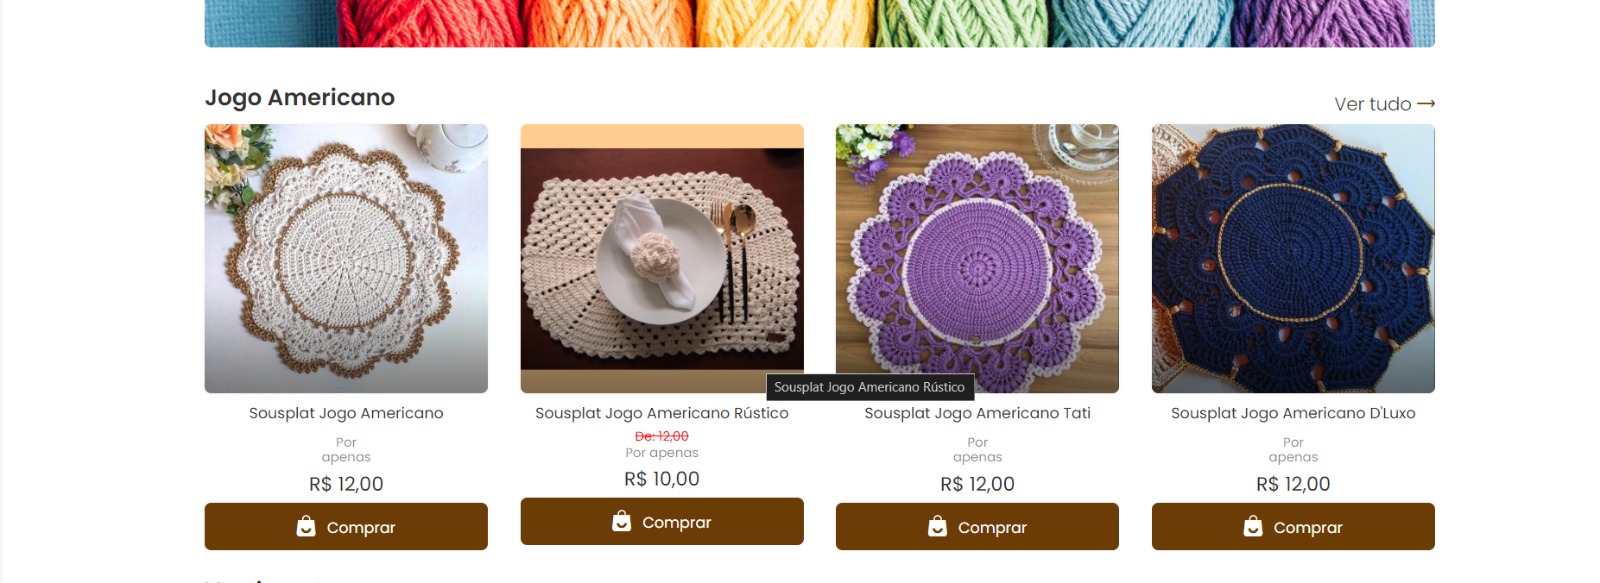 Jogo Americano
Ver tudo →
Sousplat Jogo Americano Rústico
Sousplat Jogo Americano
Por
apenas
R$ 12,00
Comprar
Sousplat Jogo Americano Rústico
De: 12,00
Por apenas
R$ 10,00
Comprar
Sousplat Jogo Americano Tati
Por
apenas
R$ 12,00
Comprar
Sousplat Jogo Americano D'Luxo
Por
apenas
R$ 12,00
Comprar